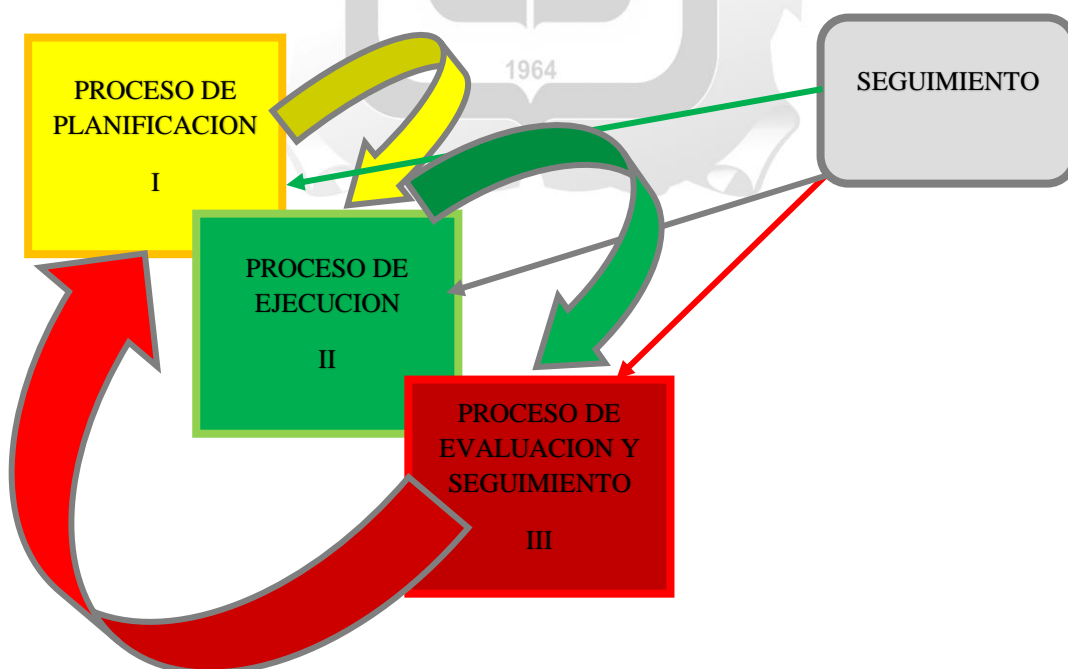 1964
PROCESO DE
PLANIFICACION
I
SEGUIMIENTO
PROCESO DE
EJECUCION
II
PROCESO DE
EVALUACION Y
SEGUIMIENTO
III